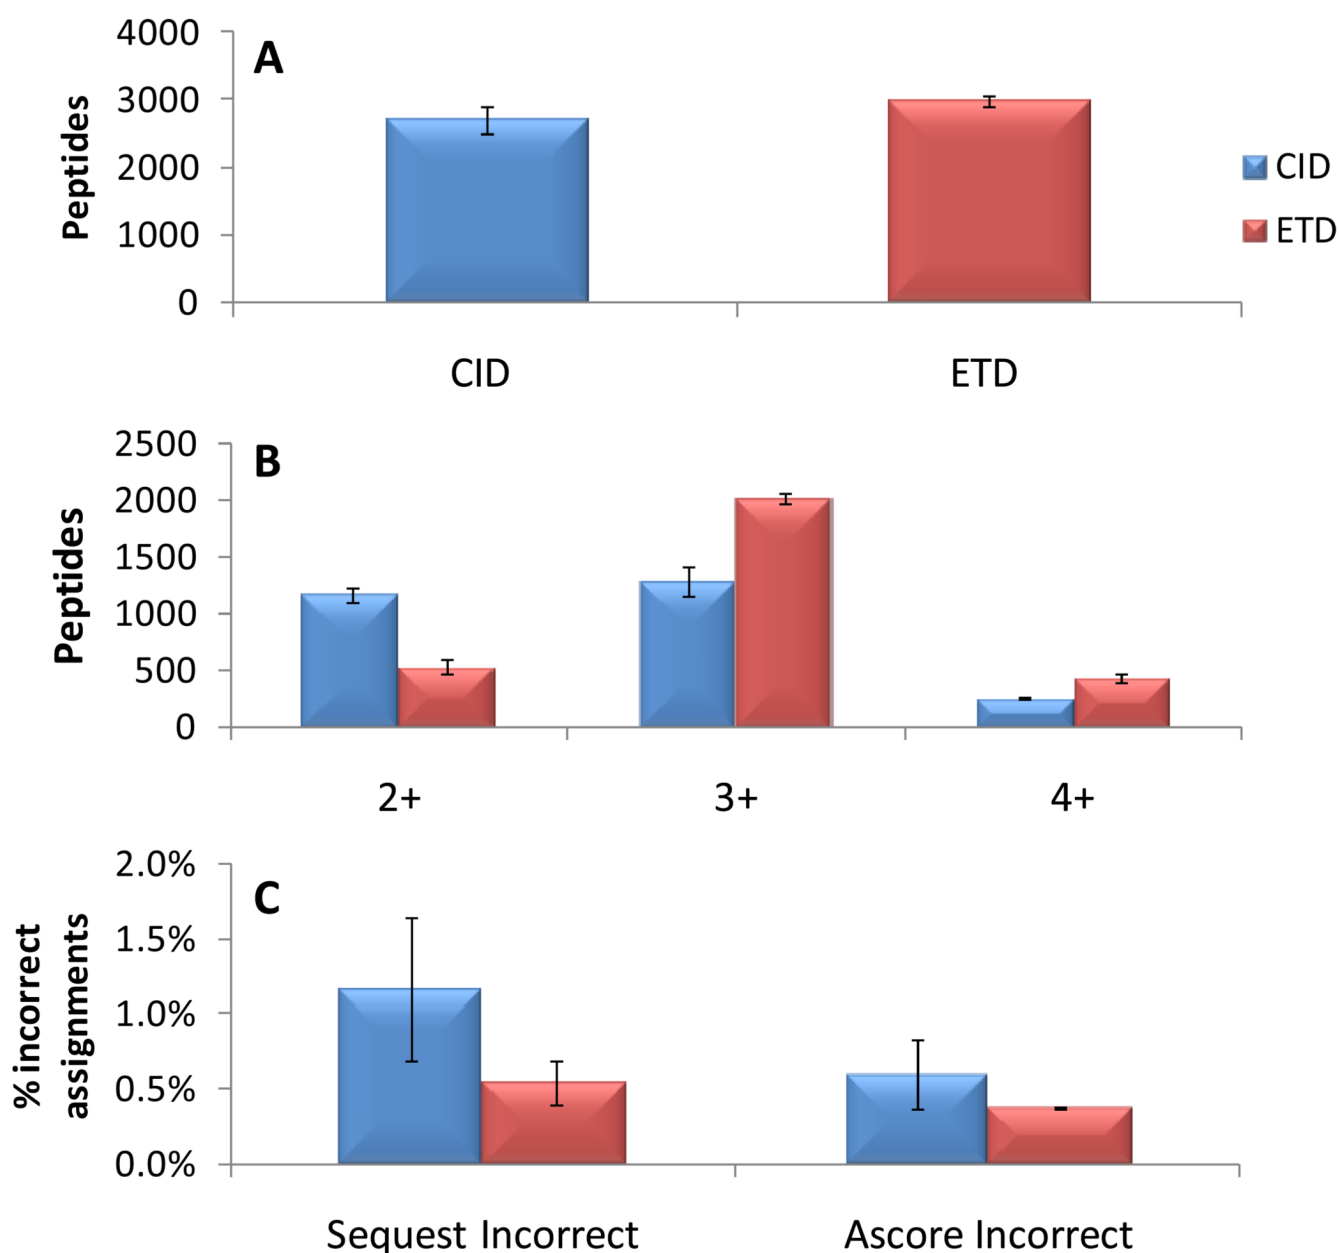 A
4000
3000
2000
1000
0
Peptides
CID
ETD
CID
ETD
B
2500
2000
1500
1000
500
0
Peptides
2+
3+
4+
C
2.0%
1.5%
1.0%
0.5%
0.0%
% incorrect
assignments
Sequest Incorrect
Ascore Incorrect